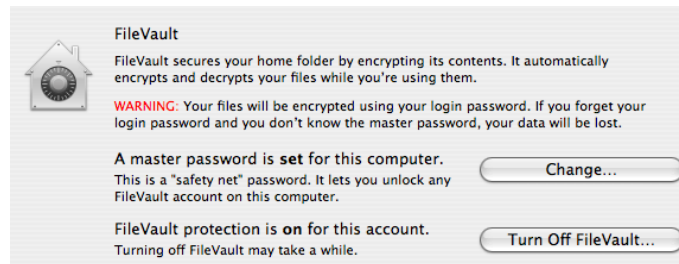 FileVault
FileVault secures your home folder by encrypting its contents. It automatically
encrypts and decrypts your files while you're using them.
WARNING: Your files will be encrypted using your login password. If you forget your
login password and you don't know the master password, your data will be lost.
A master password is set for this computer.
Change...
This is a "safety net" password. It lets you unlock any
FileVault account on this computer.
FileVault protection is on for this account.
Turn Off FileVault...
Turning off FileVault may take a while.